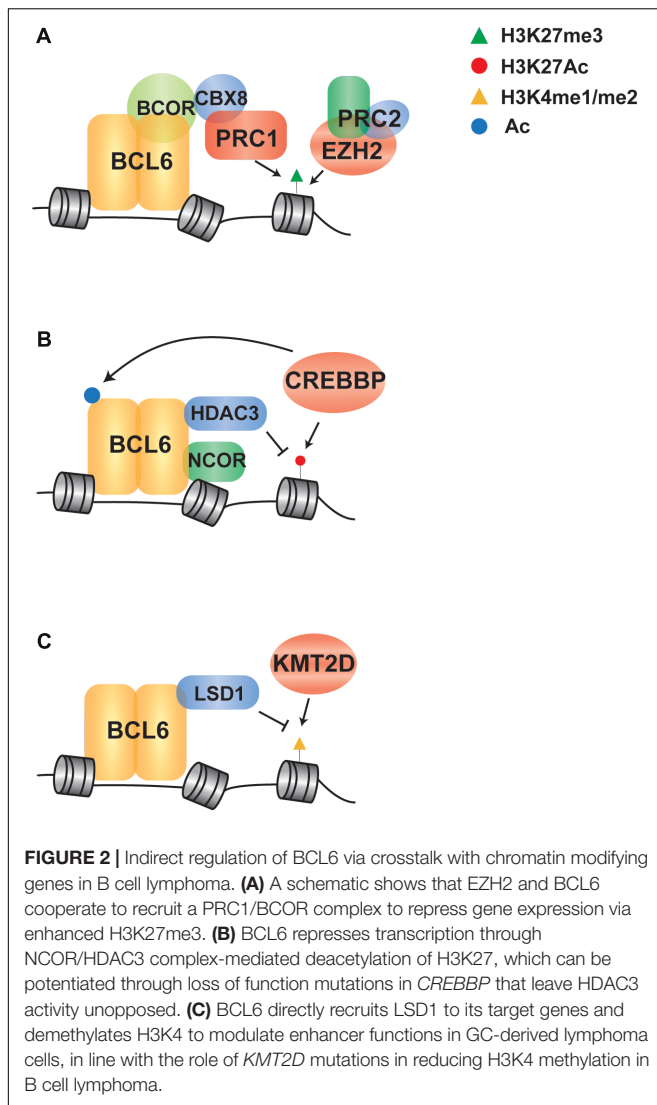 A
BCOR
CBX8
BCL6
PRC1
PRC2
EZH2
H3K27me3
H3K27Ac
H3K4me1/me2
Ac
B
CREBBP
HDAC3
BCL6
NCOR
C
KMT2D
LSD1
BCL6
FIGURE 2 | Indirect regulation of BCL6 via crosstalk with chromatin modifying
genes in B cell lymphoma. (A) A schematic shows that EZH2 and BCL6
cooperate to recruit a PRC1/BCOR complex to repress gene expression via
enhanced H3K27me3. (B) BCL6 represses transcription through
NCOR/HDAC3 complex-mediated deacetylation of H3K27, which can be
potentiated through loss of function mutations in CREBBP that leave HDAC3
activity unopposed. (C) BCL6 directly recruits LSD1 to its target genes and
demethylates H3K4 to modulate enhancer functions in GC-derived lymphoma
cells, in line with the role of KMT2D mutations in reducing H3K4 methylation in
B cell lymphoma.